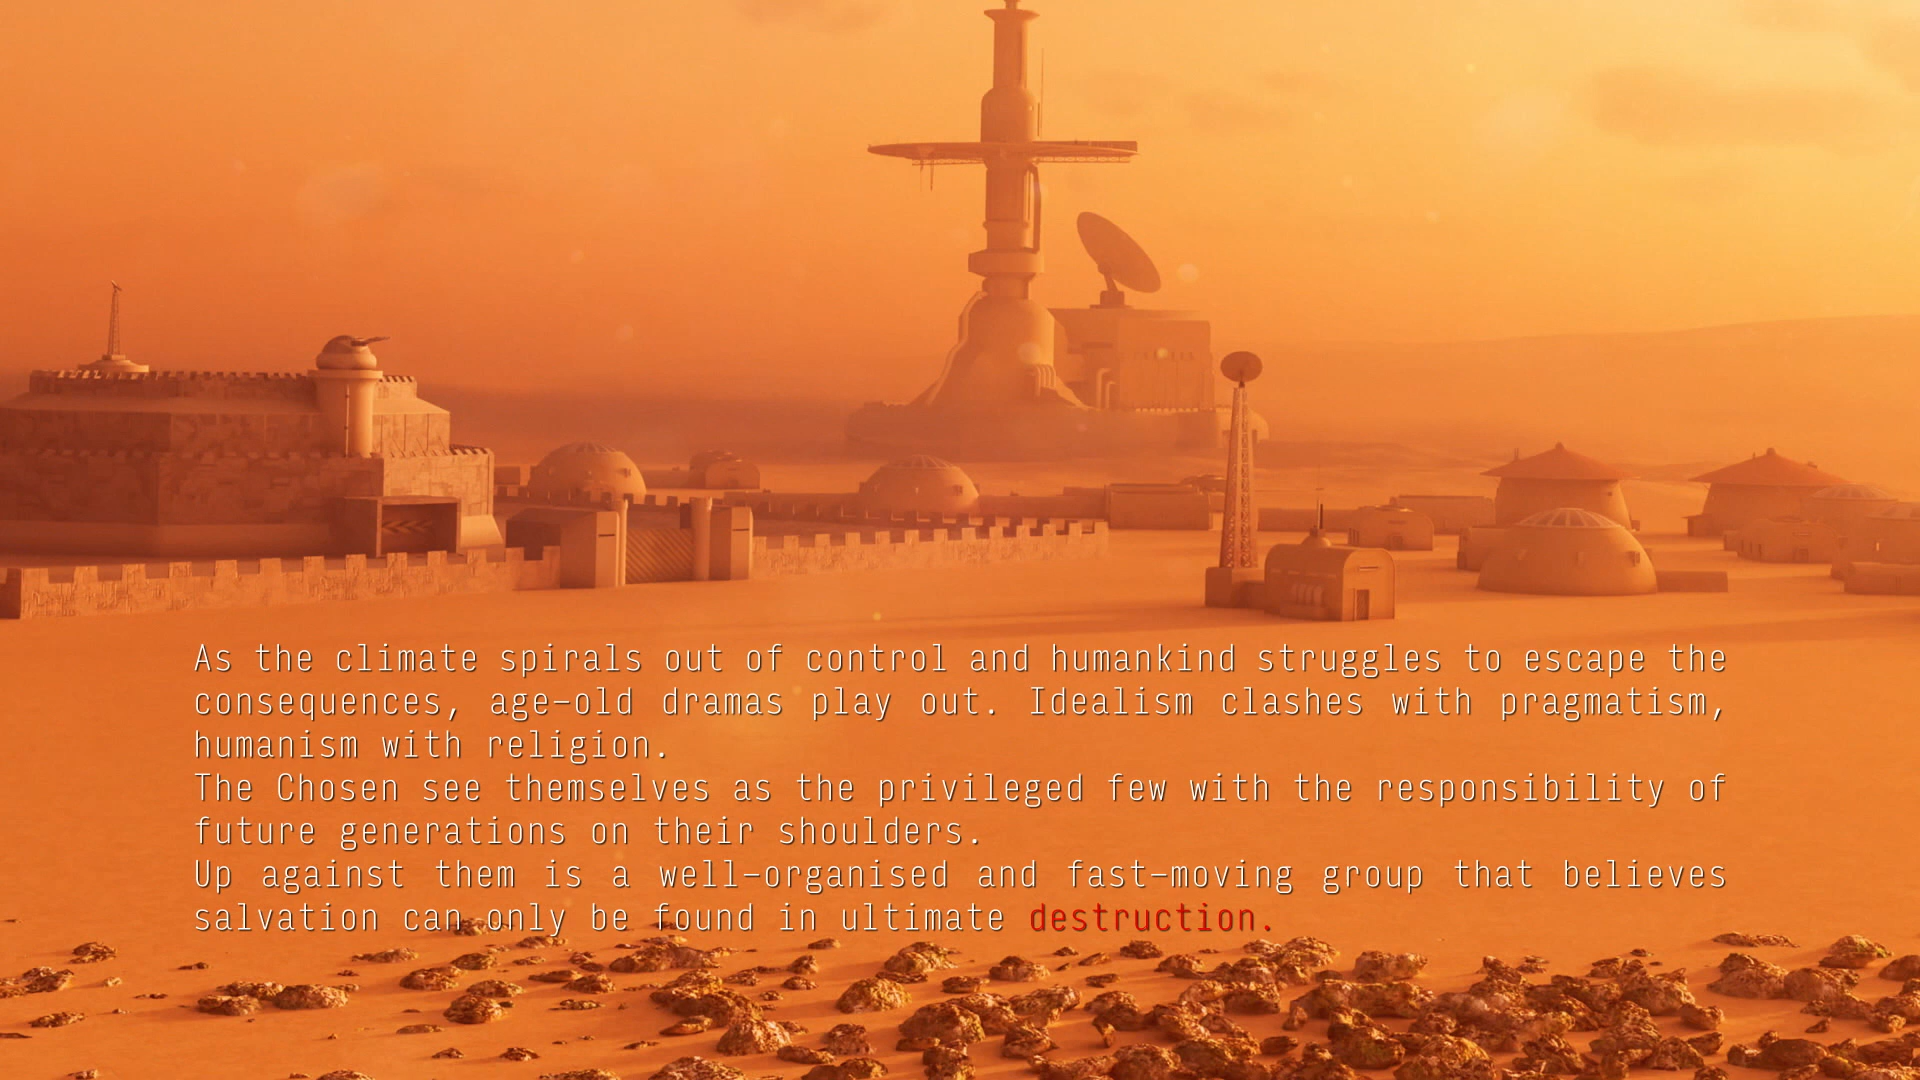 As the climate spirals out of control and humankind struggles to escape the
consequences, age-old dramas play out. Idealism clashes with pragmatism,
humanism with religion.
The Chosen see themselves as the privileged few with the responsibility of
future generations on their shoulders.
Up against them is a well-organised and fast-moving group that believes
salvation can only be found in ultimate destruction.